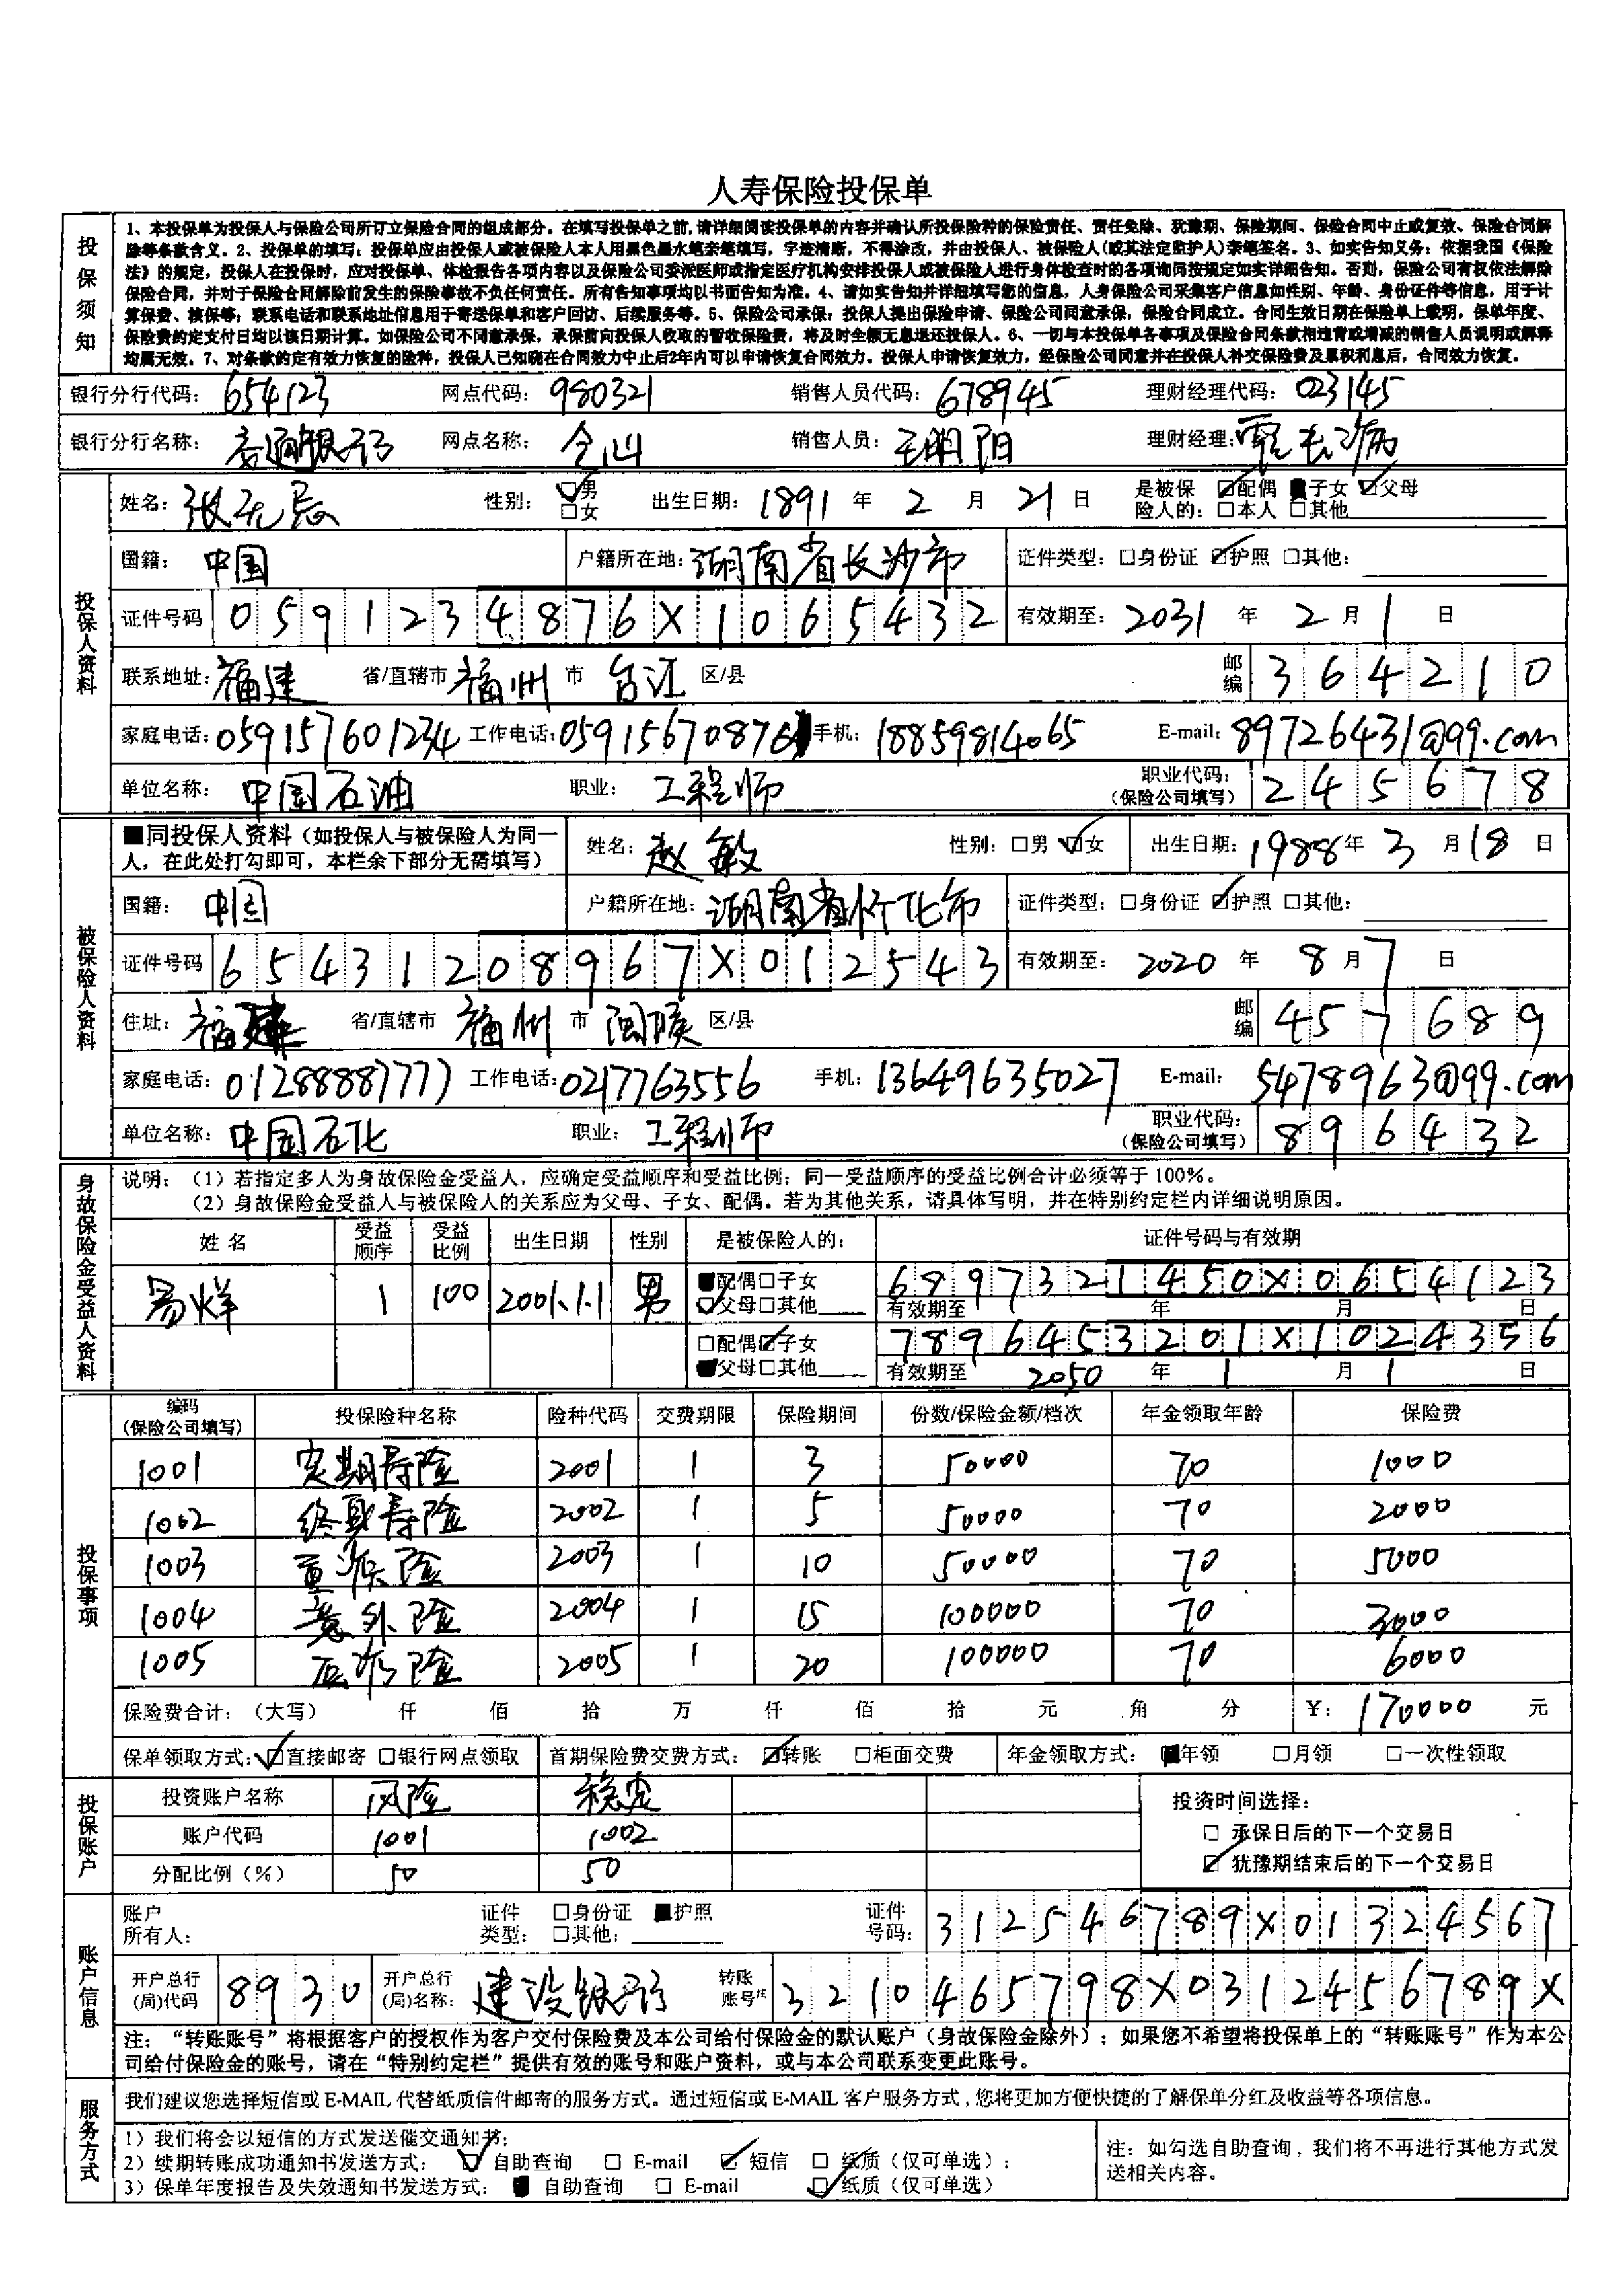 人寿保险投保单
投保须知
1、本投保单为投保人与保险公司所订立保险合同的组成部分。在填写投保单之前,请详细阅读投保单的内容并确认所投保险种的保险责任、责任免除、犹豫期、保险期间、保险合同中止或复效、保险合同解
除等条款含义。2、投保单的填写:投保单应由投保人或被保险人本人用黑色墨水笔亲笔填写,字迹清晰,不得涂改,并由投保人、被保险人(或其法定监护人)亲笔签名。3、如实告知义务:依据我国《保险
法》的规定,投保人在投保时,应对投保单、体检报告各项内容以及保险公司委派医师或指定医疗机构安排投保人或被保险人进行身体检查时的各项询问按规定如实详细告知。否则,保险公司有权依法解除
保险合同,并对于保险合同解除前发生的保险事故不负任何责任。所有告知事项均以书面告知为准。4、请如实告知并详细填写您的信息,人身保险公司采集客户信息如性别、年龄、身份证件等信息,用于计
算保费、核保等;联系电话和联系地址信息用于寄送保单和客户回访、后续服务等。5、保险公司承保:投保人提出保险申请、保险公司同意承保,保险合同成立。合同生效日期在保险单上载明,保单年度、
保险费约定支付日均以该日期计算。如保险公司不同意承保,承保前向投保人收取的暂收保险费,将及时全额无息退还投保人。6、一切与本投保单各事项及保险合同条款相违背或增减的销售人员说明或解释
均属无效。7、对条款约定有效力恢复的险种,投保人已知晓在合同效力中止后2年内可以申请恢复合同效力。投保人申请恢复效力,经保险公司同意并在投保人补交保险费及累积利息后,合同效力恢复。
银行分行代码: 654123 网点代码: 980321 销售人员代码: 678945 理财经理代码: 023145
银行分行名称: 交通银行 网点名称: 仓山 销售人员: 王朝阳 理财经理: 霍去病
投保人资料
姓名: 张无忌 性别: □男 □女 出生日期: 1891 年 2 月 21 日 是被保险人的: □配偶 ■子女 □父母 □本人 □其他
国籍: 中国 户籍所在地: 湖南省长沙市 证件类型: □身份证 □护照 □其他:
证件号码 0591234876X1065432 有效期至: 2031 年 2 月 1 日
联系地址: 福建 省/直辖市 福州 市 台江 区/县 邮编 364210
家庭电话: 059157601234 工作电话: 05915670876 手机: 18859814065 E-mail: 89726431@qq.com
单位名称: 中国石油 职业: 工程师 职业代码: (保险公司填写) 245678
被保险人资料
■同投保人资料(如投保人与被保险人为同一人,在此处打勾即可,本栏余下部分无需填写) 姓名: 赵敏 性别: □男 □女 出生日期: 1988 年 3 月 18 日
国籍: 中国 户籍所在地: 湖南省怀化市 证件类型: □身份证 □护照 □其他:
证件号码 65431208967X012543 有效期至: 2020 年 8 月 7 日
住址: 福建 省/直辖市 福州 市 闽侯 区/县 邮编 457689
家庭电话: 0128888777 工作电话: 0217763556 手机: 13649635027 E-mail: 5478963@qq.com
单位名称: 中国石化 职业: 工程师 职业代码: (保险公司填写) 896432
身故保险金受益人资料
说明:(1)若指定多人为身故保险金受益人,应确定受益顺序和受益比例;同一受益顺序的受益比例合计必须等于100%。
(2)身故保险金受益人与被保险人的关系应为父母、子女、配偶。若为其他关系,请具体写明,并在特别约定栏内详细说明原因。
姓名 受益顺序 受益比例 出生日期 性别 是被保险人的: 证件号码与有效期
易烊 1 100 2001.1.1 男 ■配偶□子女 □父母□其他 6897321450X0654123
有效期至 年 月 日
□配偶□子女 ■父母□其他 7896453201X1024356
有效期至 2050 年 1 月 1 日
投保事项
编码(保险公司填写) 投保险种名称 险种代码 交费期限 保险期间 份数/保险金额/档次 年金领取年龄 保险费
1001 定期寿险 2001 1 3 50000 70 1000
1002 终身寿险 2002 1 5 50000 70 2000
1003 重疾险 2003 1 10 50000 70 5000
1004 意外险 2004 1 15 100000 70 3000
1005 医疗险 2005 1 20 100000 70 6000
保险费合计:(大写) 仟 佰 拾 万 仟 佰 拾 元 角 分 ¥: 170000 元
保单领取方式: □直接邮寄 □银行网点领取 首期保险费交费方式: □转账 □柜面交费 年金领取方式: ■年领 □月领 □一次性领取
投保账户
投资账户名称 风险 稳定 投资时间选择:
账户代码 1001 1002 □ 承保日后的下一个交易日
分配比例(%) 50 50 □ 犹豫期结束后的下一个交易日
账户信息
账户所有人: 证件类型: □身份证 ■护照 □其他: 证件号码: 312546789X01324567
开户总行(局)代码 8930 开户总行(局)名称: 建设银行 转账账号 3210465798X0312456789X
注:“转账账号”将根据客户的授权作为客户交付保险费及本公司给付保险金的默认账户(身故保险金除外);如果您不希望将投保单上的“转账账号”作为本公
司给付保险金的账号,请在“特别约定栏”提供有效的账号和账户资料,或与本公司联系变更此账号。
服务方式
我们建议您选择短信或E-MAIL代替纸质信件邮寄的服务方式。通过短信或E-MAIL客户服务方式,您将更加方便快捷的了解保单分红及收益等各项信息。
1)我们将会以短信的方式发送催交通知书;
2)续期转账成功通知书发送方式: □ 自助查询 □ E-mail □ 短信 □ 纸质(仅可单选);
3)保单年度报告及失效通知书发送方式: ■ 自助查询 □ E-mail □ 纸质(仅可单选)
注:如勾选自助查询,我们将不再进行其他方式发
送相关内容。